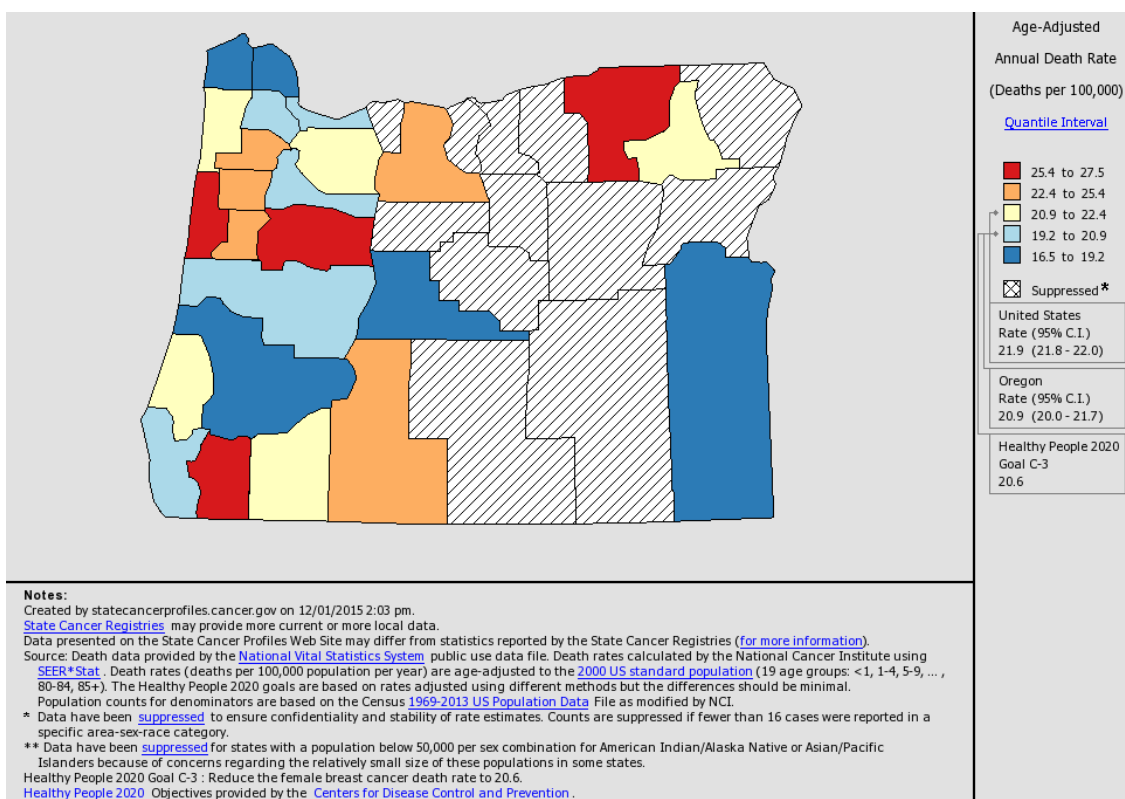 Age-Adjusted
Annual Death Rate
(Deaths per 100,000)
Quantile Interval
25.4 to 27.5
22.4 to 25.4
20.9 to 22.4
19.2 to 20.9
16.5 to 19.2
Suppressed*
United States
Rate (95% C.I.)
21.9 (21.8 - 22.0)
Oregon
Rate (95% C.I.)
20.9 (20.0 - 21.7)
Healthy People 2020
Goal C-3
20.6
Notes:
Created by statecancerprofiles.cancer.gov on 12/01/2015 2:03 pm.
State Cancer Registries may provide more current or more local data.
Data presented on the State Cancer Profiles Web Site may differ from statistics reported by the State Cancer Registries (for more information).
Source: Death data provided by the National Vital Statistics System public use data file. Death rates calculated by the National Cancer Institute using
SEER*Stat . Death rates (deaths per 100,000 population per year) are age-adjusted to the 2000 US standard population (19 age groups: <1, 1-4, 5-9, ... ,
80-84, 85+). The Healthy People 2020 goals are based on rates adjusted using different methods but the differences should be minimal.
Population counts for denominators are based on the Census 1969-2013 US Population Data File as modified by NCI.
* Data have been suppressed to ensure confidentiality and stability of rate estimates. Counts are suppressed if fewer than 16 cases were reported in a
specific area-sex-race category.
** Data have been suppressed for states with a population below 50,000 per sex combination for American Indian/Alaska Native or Asian/Pacific
Islanders because of concerns regarding the relatively small size of these populations in some states.
Healthy People 2020 Goal C-3 : Reduce the female breast cancer death rate to 20.6.
Healthy People 2020 Objectives provided by the Centers for Disease Control and Prevention .